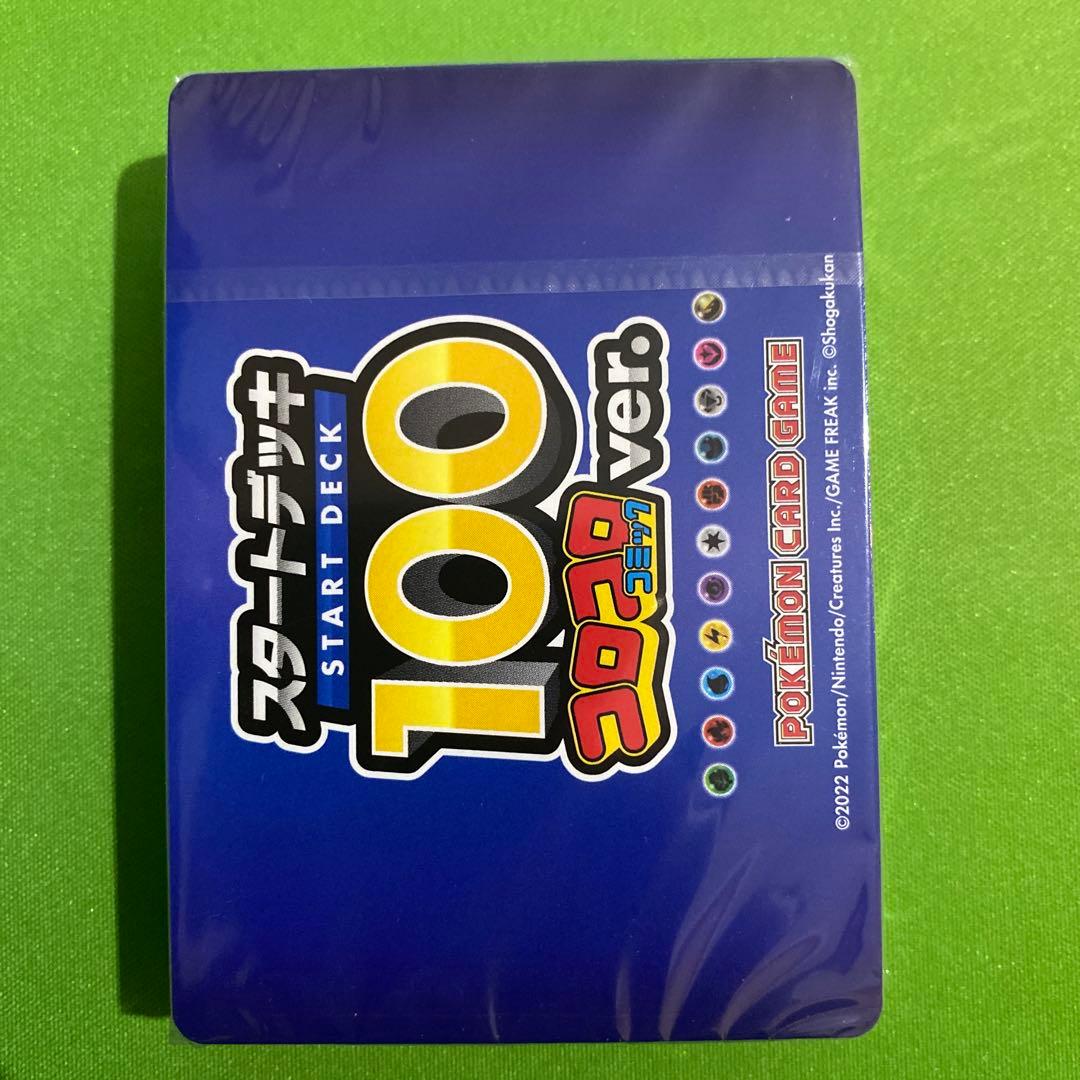 スタートデッキ
START DECK
100
コロコロ
コミック
ver.
POKÉMON CARD GAME
©2022 Pokémon/Nintendo/Creatures Inc./GAME FREAK inc. ©Shogakukan